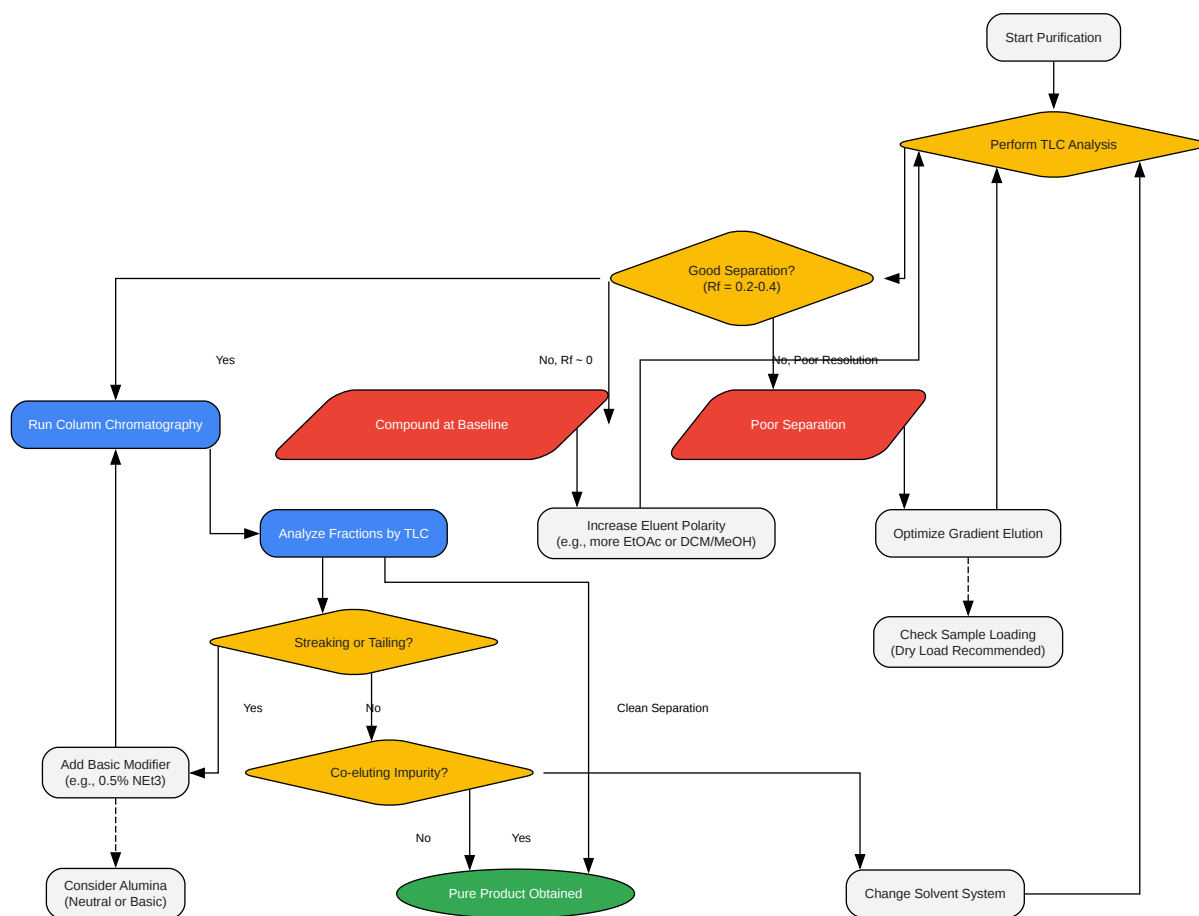 Start Purification
Perform TLC Analysis
Good Separation?
(Rf = 0.2-0.4)
Yes
No, Rf ~ 0
No, Poor Resolution
Run Column Chromatography
Compound at Baseline
Poor Separation
Analyze Fractions by TLC
Increase Eluent Polarity
(e.g., more EtOAc or DCM/MeOH)
Optimize Gradient Elution
Streaking or Tailing?
Check Sample Loading
(Dry Load Recommended)
Yes
No
Clean Separation
Add Basic Modifier
(e.g., 0.5% NEt3)
Co-eluting Impurity?
No
Yes
Consider Alumina
(Neutral or Basic)
Pure Product Obtained
Change Solvent System